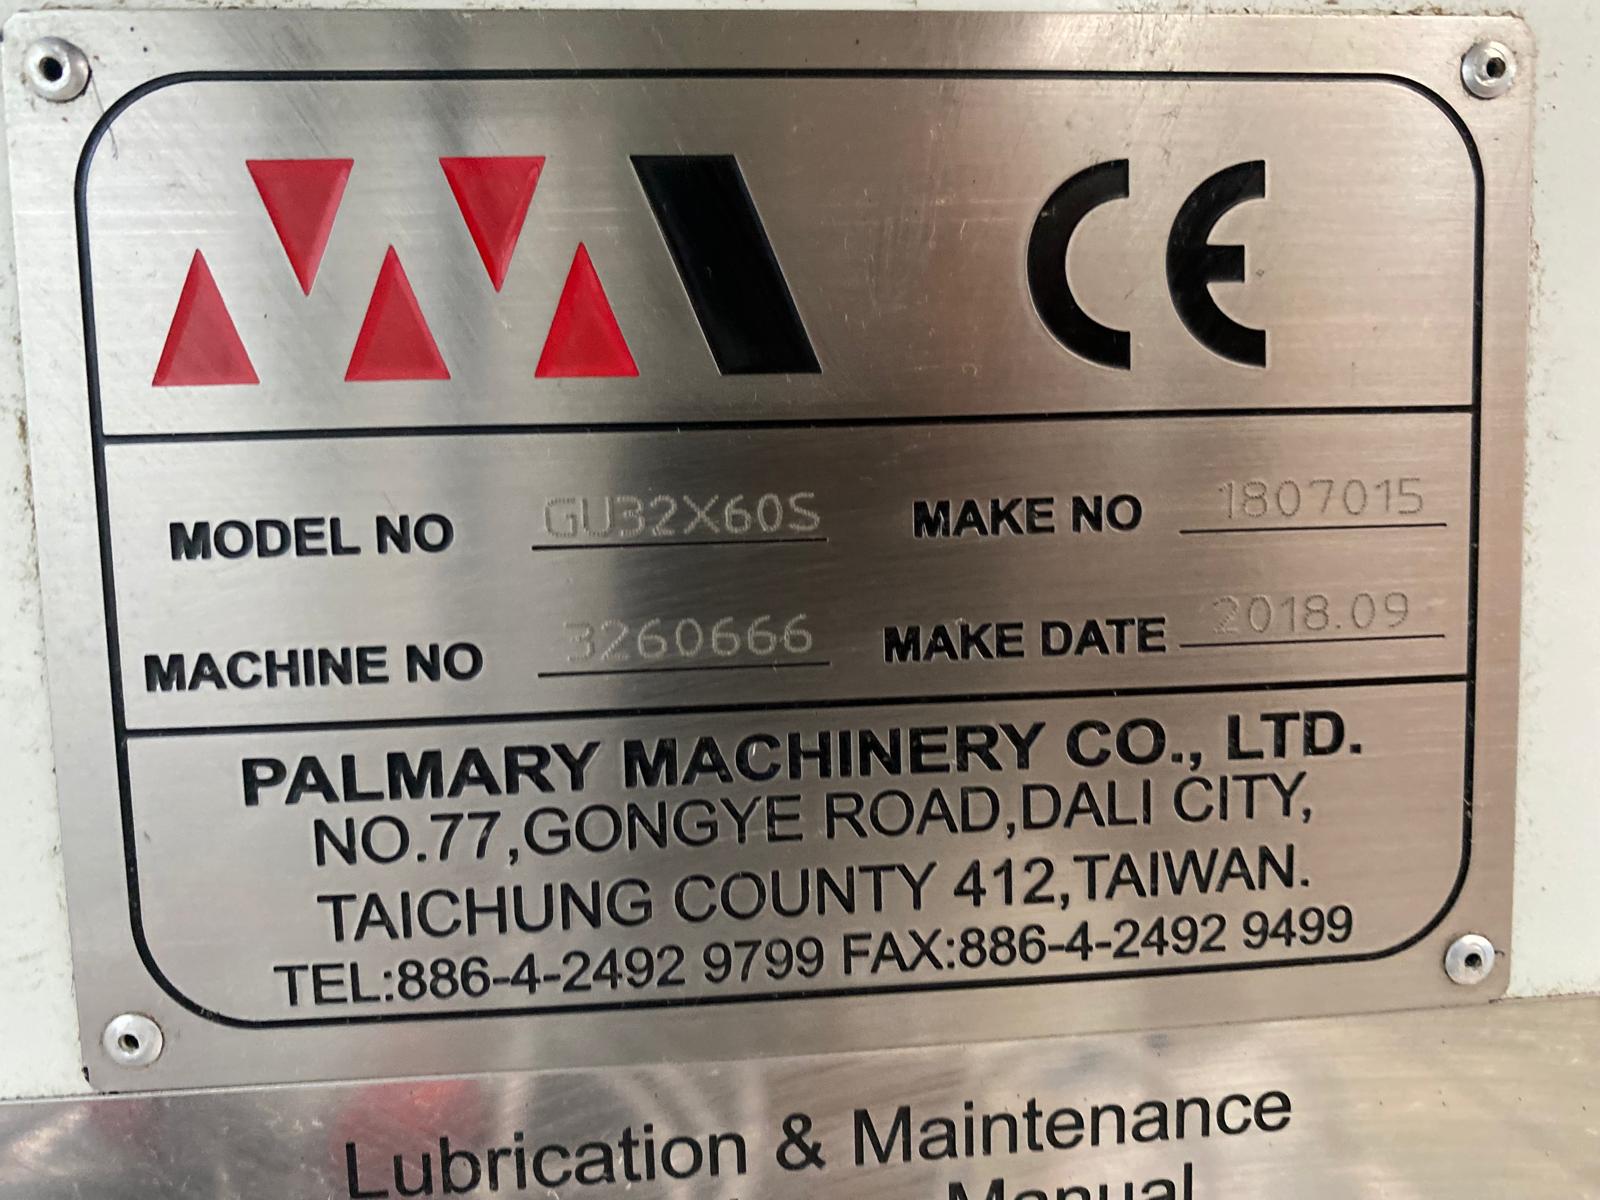 CE
MODEL NO GU32X60S MAKE NO 1807015
MACHINE NO 3260666 MAKE DATE 2018.09
PALMARY MACHINERY CO., LTD.
NO.77,GONGYE ROAD,DALI CITY,
TAICHUNG COUNTY 412,TAIWAN.
TEL:886-4-2492 9799 FAX:886-4-2492 9499
Lubrication & Maintenance
Manual